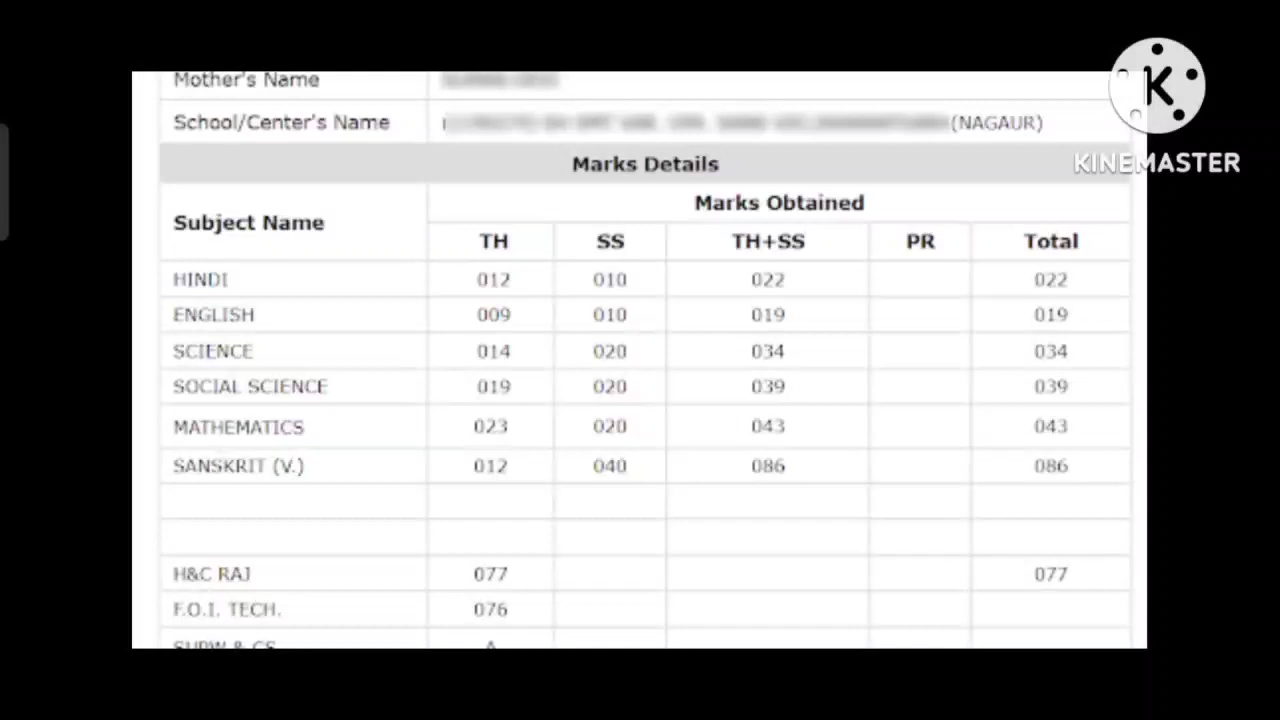 Mother's Name
School/Center's Name (NAGAUR)
K
KINEMASTER
Marks Details
Subject Name Marks Obtained
TH SS TH+SS PR Total
HINDI 012 010 022 022
ENGLISH 009 010 019 019
SCIENCE 014 020 034 034
SOCIAL SCIENCE 019 020 039 039
MATHEMATICS 023 020 043 043
SANSKRIT (V.) 012 040 086 086
H&C RAJ 077 077
F.O.I. TECH. 076
SUPW & CS A